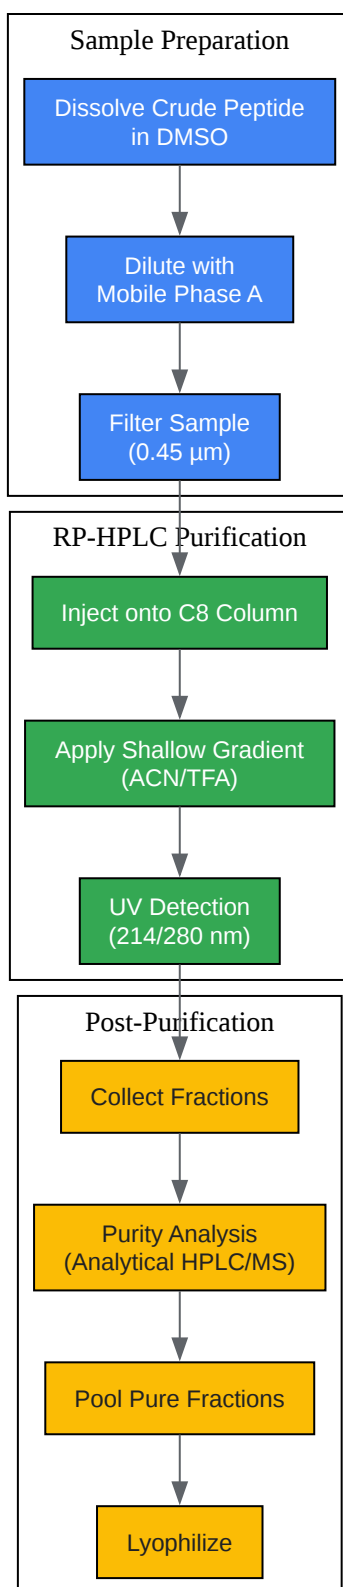 Sample Preparation
Dissolve Crude Peptide
in DMSO
Dilute with
Mobile Phase A
Filter Sample
(0.45 µm)
RP-HPLC Purification
Inject onto C8 Column
Apply Shallow Gradient
(ACN/TFA)
UV Detection
(214/280 nm)
Post-Purification
Collect Fractions
Purity Analysis
(Analytical HPLC/MS)
Pool Pure Fractions
Lyophilize